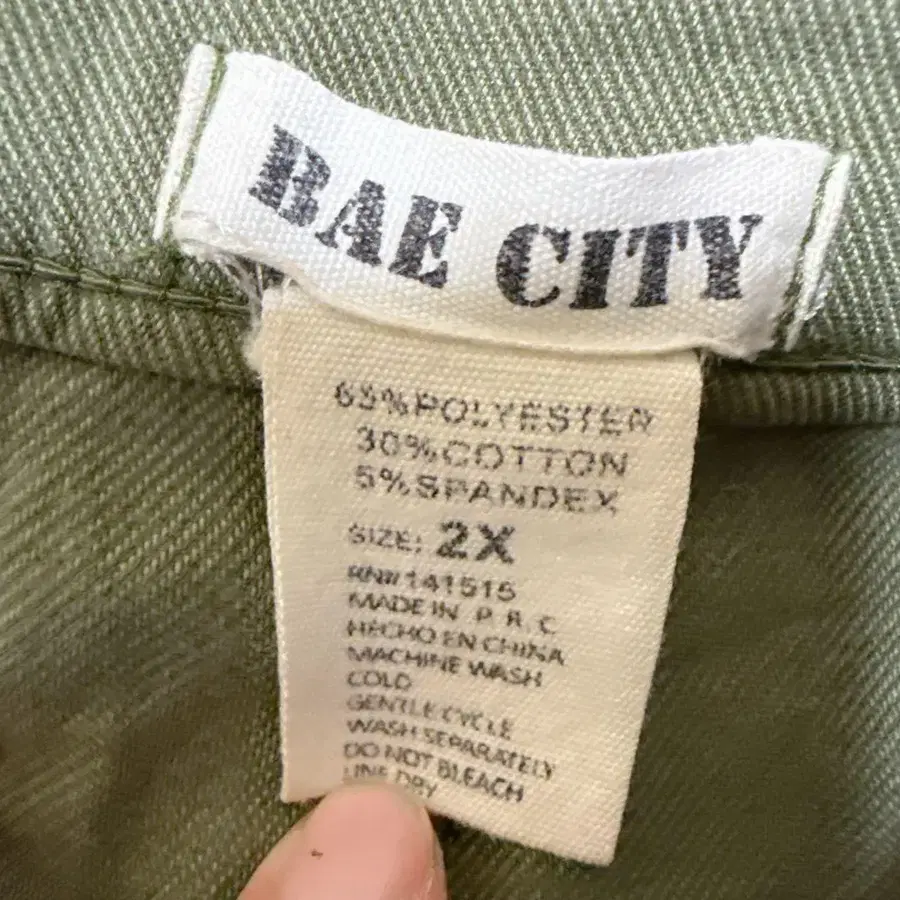 BAE CITY
65%POLYESTER
30%COTTON
5%SPANDEX
SIZE: 2X
RN#141515
MADE IN P. R. C
HECHO EN CHINA
MACHINE WASH
COLD
GENTLE CYCLE
WASH SEPARATELY
DO NOT BLEACH
LINE DRY